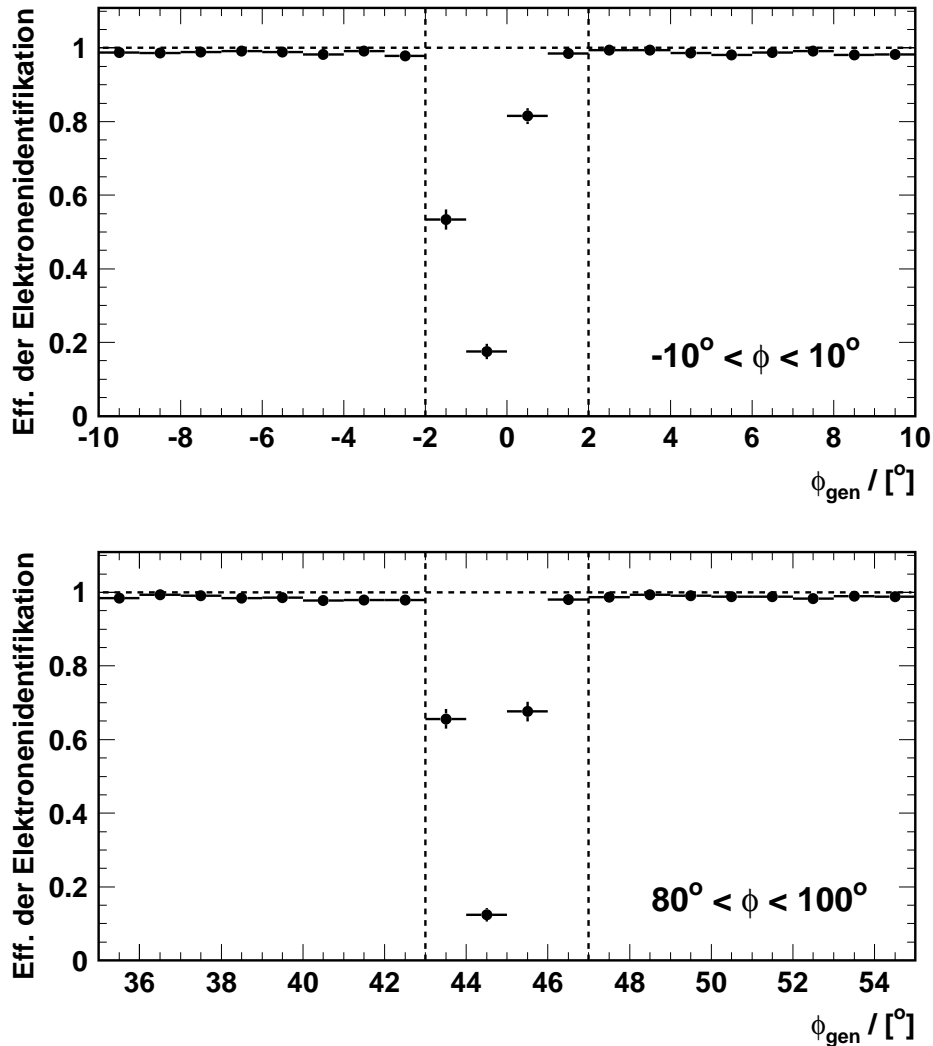 Eff. der Elektronenidentifikation
1
0.8
0.6
0.4
0.2
0
-10° < ϕ < 10°
-10 -8 -6 -4 -2 0 2 4 6 8 10
ϕgen / [°]
Eff. der Elektronenidentifikation
1
0.8
0.6
0.4
0.2
0
80° < ϕ < 100°
36 38 40 42 44 46 48 50 52 54
ϕgen / [°]